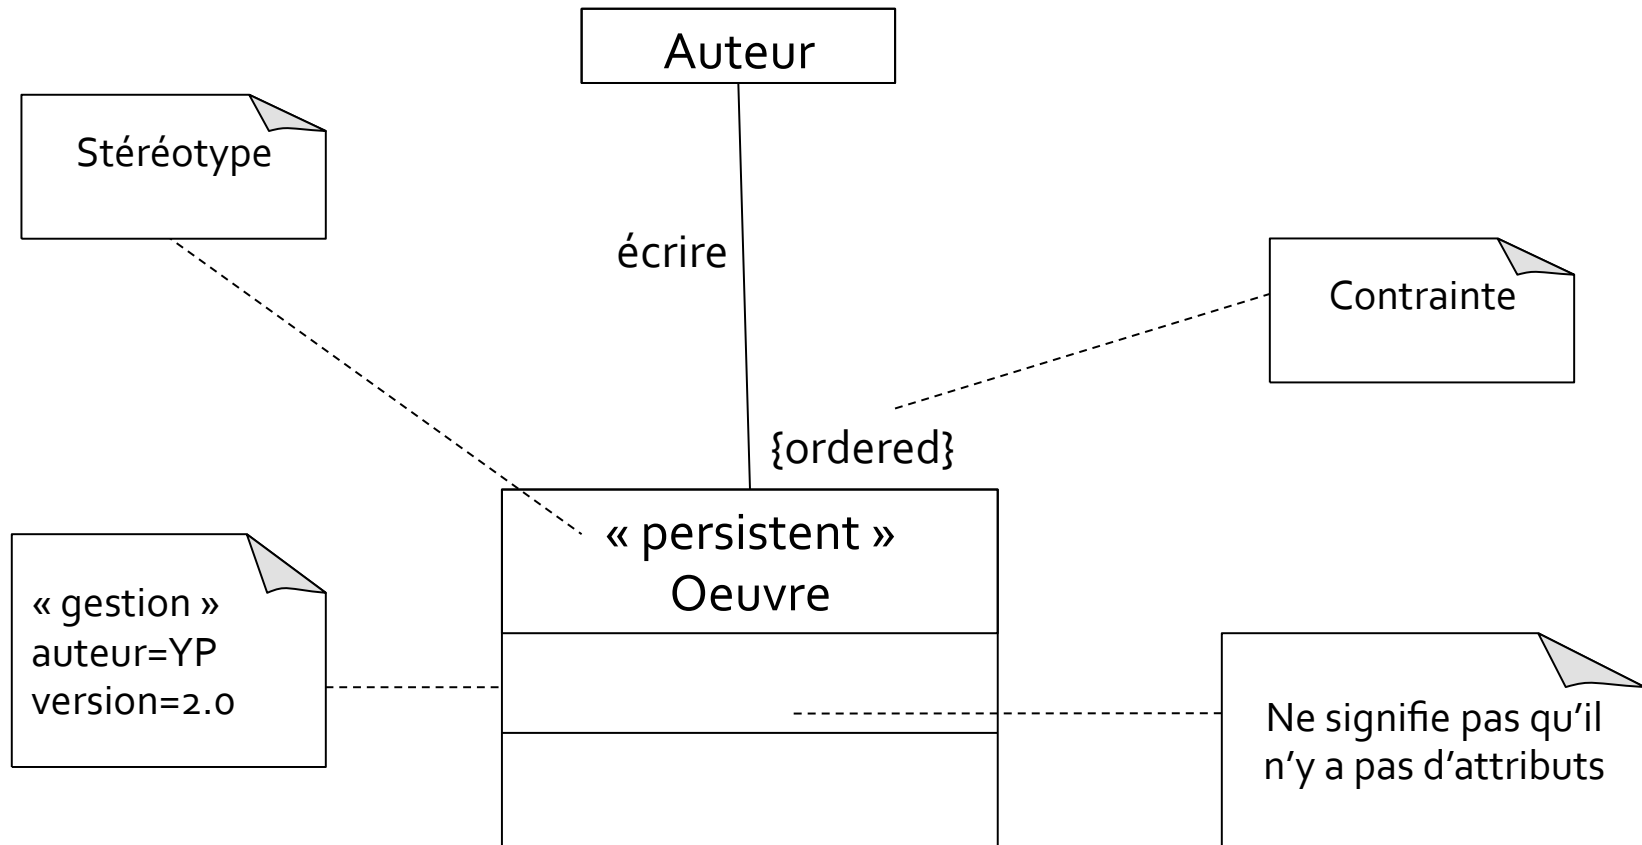 Auteur
Stéréotype
écrire
Contrainte
{ordered}
« persistent »
Oeuvre
« gestion »
auteur=YP
version=2.0
Ne signifie pas qu’il
n’y a pas d’attributs